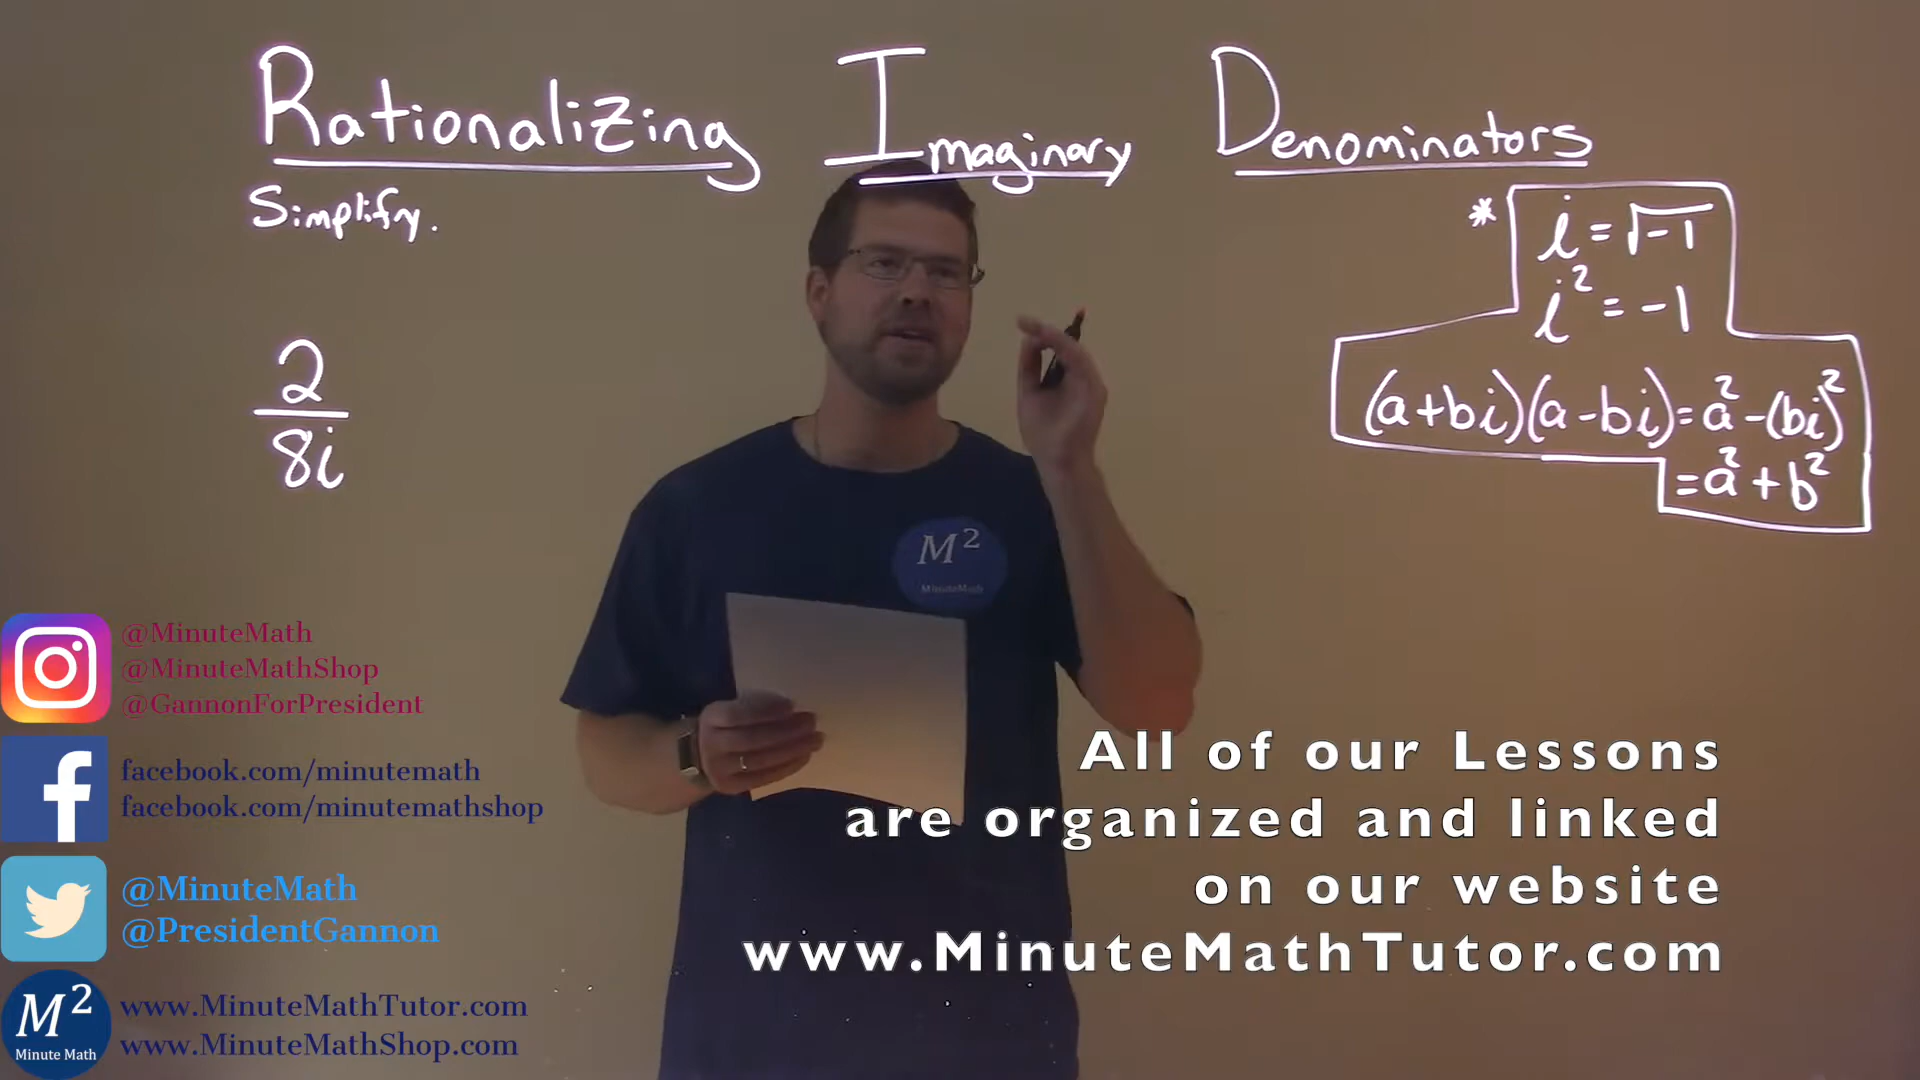 Rationalizing Imaginary Denominators
Simplify.
2
8i
* i = √-1
i² = -1
(a+bi)(a-bi) = a² - (bi)²
= a² + b²
M²
MinuteMath
@MinuteMath
@MinuteMathShop
@GannonForPresident
facebook.com/minutemath
facebook.com/minutemathshop
@MinuteMath
@PresidentGannon
M²
Minute Math
www.MinuteMathTutor.com
www.MinuteMathShop.com
All of our Lessons
are organized and linked
on our website
www.MinuteMathTutor.com